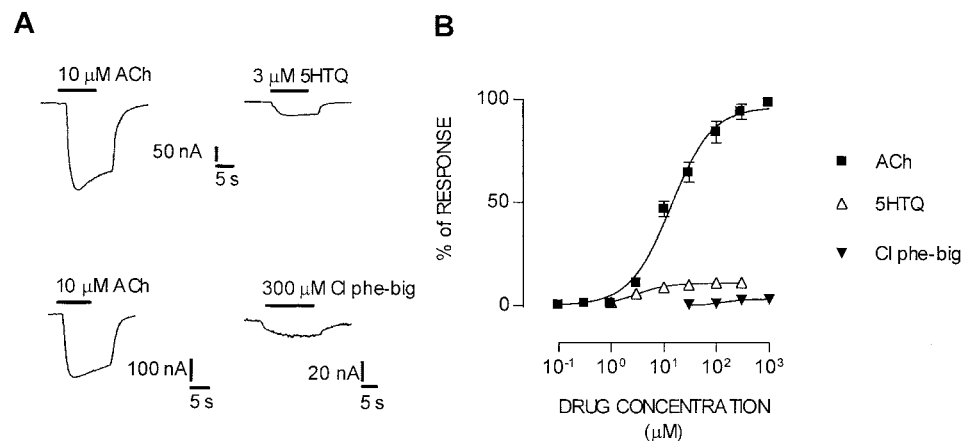 A
10 µM ACh
3 µM 5HTQ
50 nA
5 s
5 s
10 µM ACh
300 µM Cl phe-big
100 nA
20 nA
5 s
5 s
B
% of RESPONSE
100
50
0
10⁻¹ 10⁰ 10¹ 10² 10³
DRUG CONCENTRATION
(µM)
ACh
5HTQ
Cl phe-big